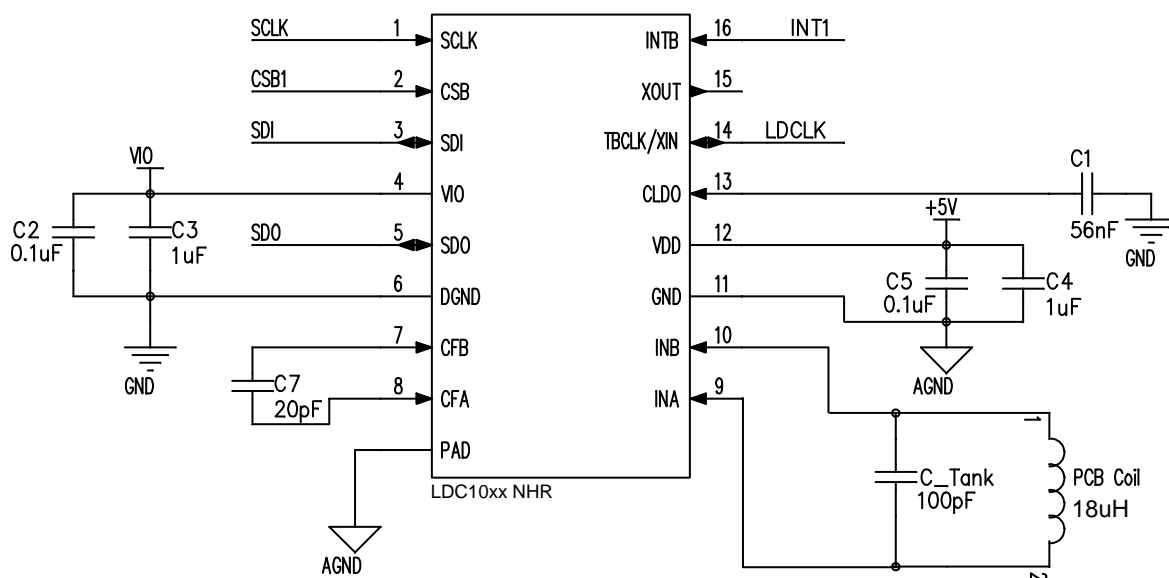 SCLK 1 SCLK
CSB1 2 CSB
SDI 3 SDI
VIO
4 VIO
C2 0.1uF
C3 1uF
SDO 5 SDO
6 DGND
GND
7 CFB
C7 20pF
8 CFA
PAD
AGND
LDC10xx NHR
INTB 16 INT1
XOUT 15
TBCLK/XIN 14 LDCLK
CLDO 13
C1
56nF
GND
+5V
VDD 12
C5 0.1uF
C4 1uF
GND 11
AGND
INB 10
INA 9
1
C_Tank
100pF
PCB Coil
18uH
2